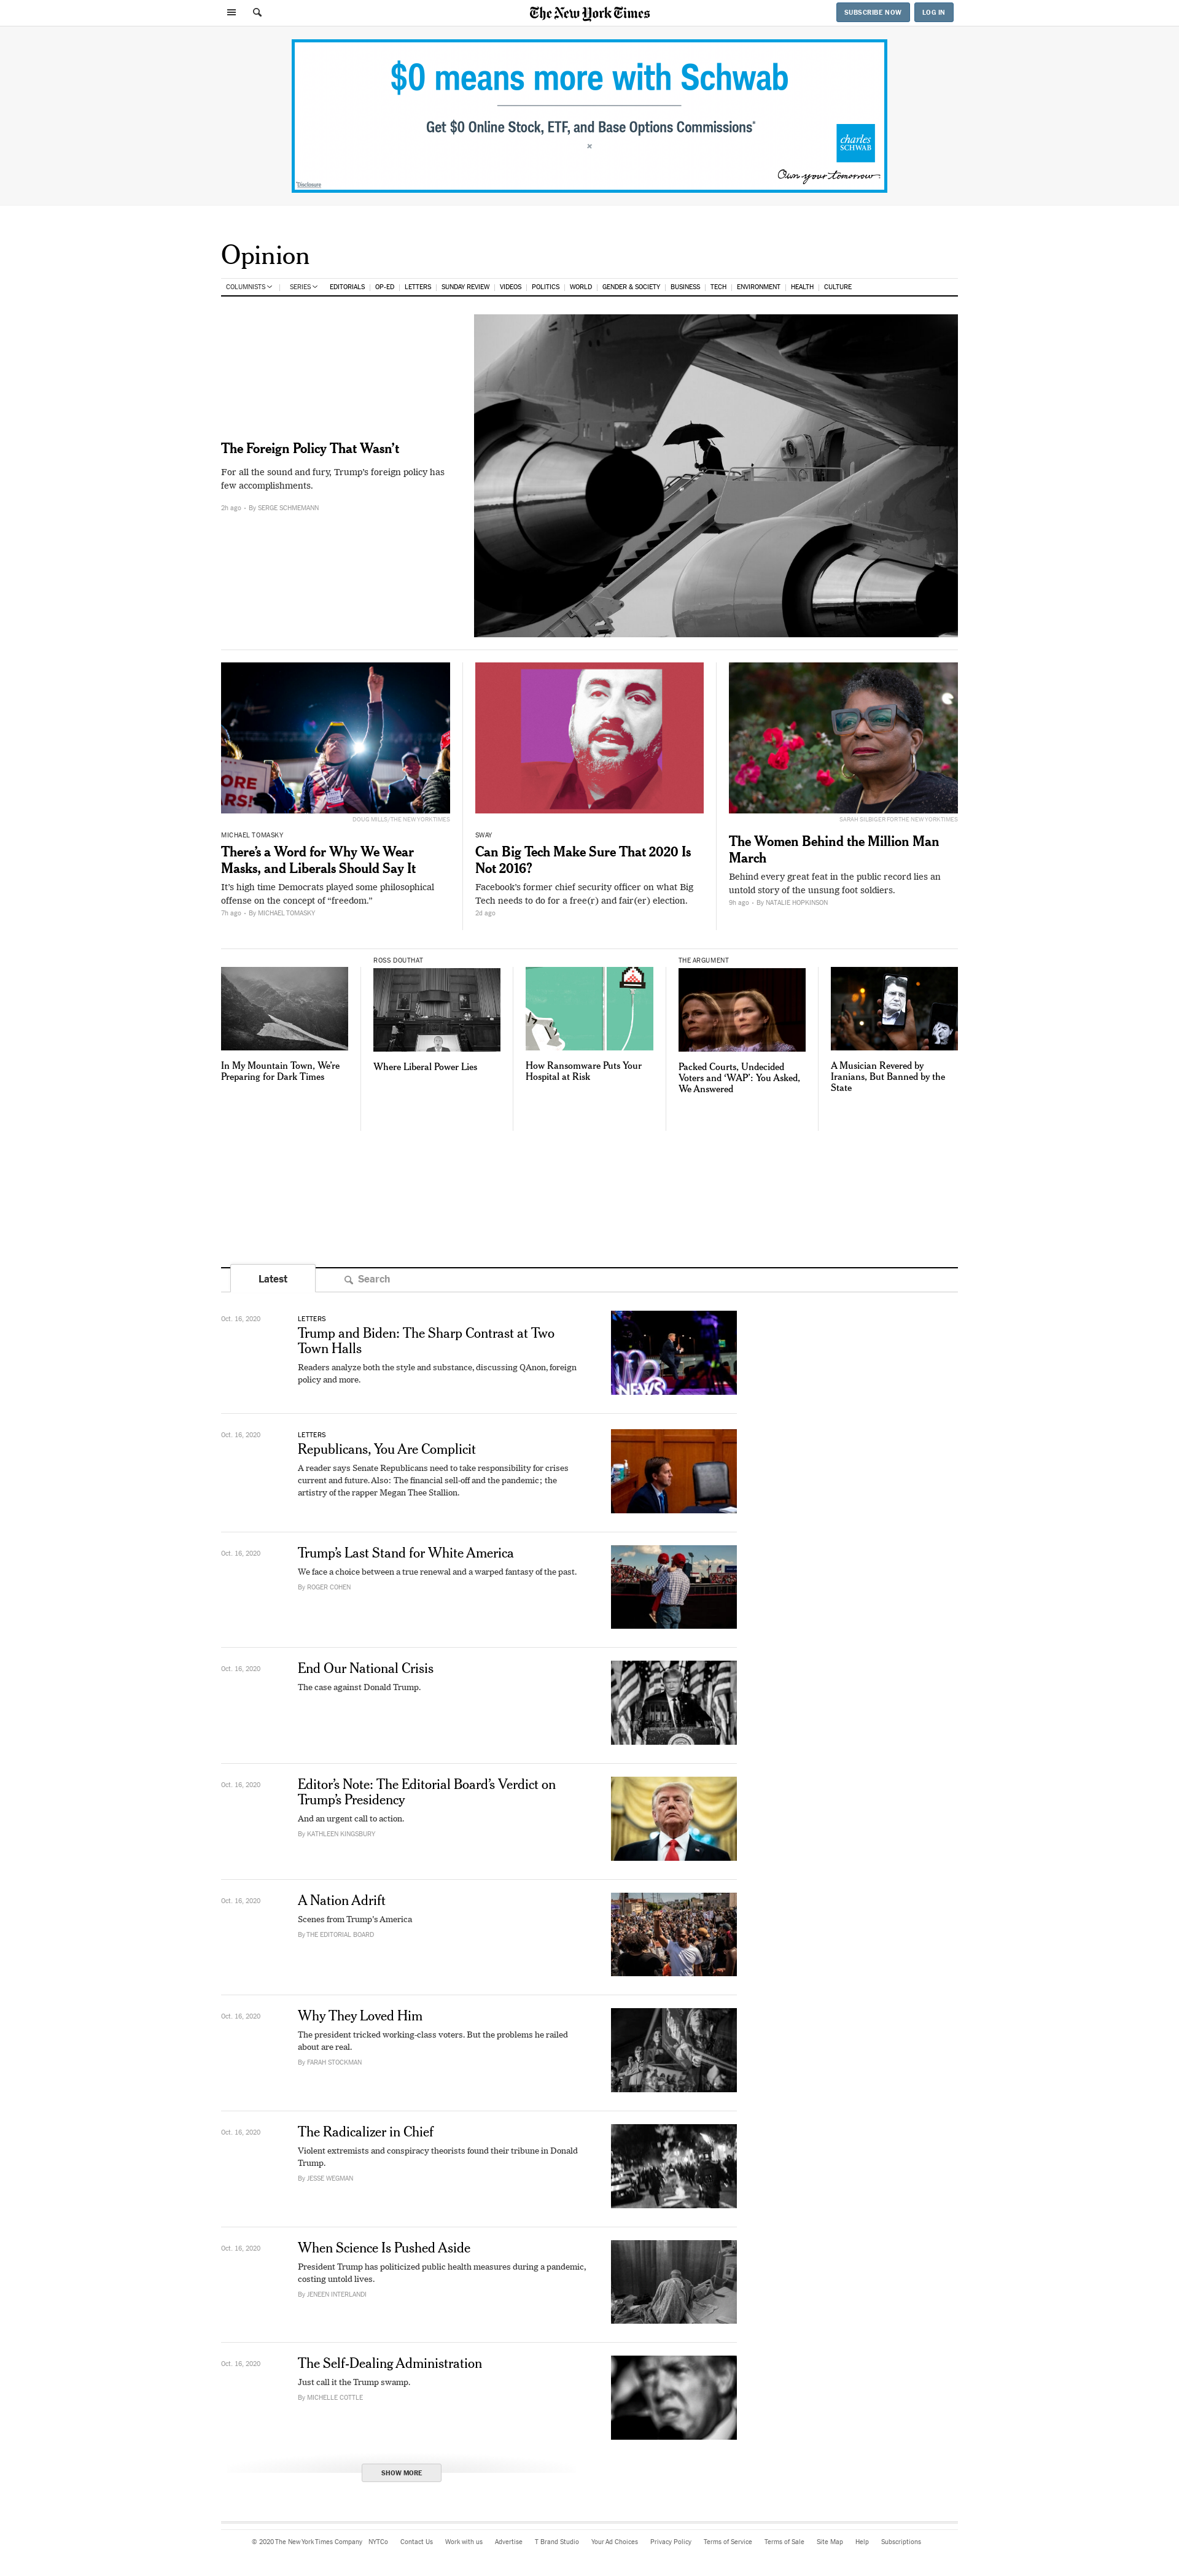 The New York Times
SUBSCRIBE NOW
LOG IN
$0 means more with Schwab
Get $0 Online Stock, ETF, and Base Options Commissions*
charles
SCHWAB
Own your tomorrow.
*Disclosure
Opinion
COLUMNISTS | SERIES EDITORIALS | OP-ED | LETTERS | SUNDAY REVIEW | VIDEOS | POLITICS | WORLD | GENDER & SOCIETY | BUSINESS | TECH | ENVIRONMENT | HEALTH | CULTURE
The Foreign Policy That Wasn't
For all the sound and fury, Trump's foreign policy has
few accomplishments.
2h ago • By SERGE SCHMEMANN
DOUG MILLS/THE NEW YORK TIMES
MICHAEL TOMASKY
There's a Word for Why We Wear
Masks, and Liberals Should Say It
It's high time Democrats played some philosophical
offense on the concept of "freedom."
7h ago • By MICHAEL TOMASKY
SWAY
Can Big Tech Make Sure That 2020 Is
Not 2016?
Facebook's former chief security officer on what Big
Tech needs to do for a free(r) and fair(er) election.
2d ago
SARAH SILBIGER FOR THE NEW YORK TIMES
The Women Behind the Million Man
March
Behind every great feat in the public record lies an
untold story of the unsung foot soldiers.
9h ago • By NATALIE HOPKINSON
In My Mountain Town, We're
Preparing for Dark Times
ROSS DOUTHAT
Where Liberal Power Lies
How Ransomware Puts Your
Hospital at Risk
THE ARGUMENT
Packed Courts, Undecided
Voters and 'WAP': You Asked,
We Answered
A Musician Revered by
Iranians, But Banned by the
State
Latest
Search
Oct. 16, 2020
LETTERS
Trump and Biden: The Sharp Contrast at Two
Town Halls
Readers analyze both the style and substance, discussing QAnon, foreign
policy and more.
NEWS
Oct. 16, 2020
LETTERS
Republicans, You Are Complicit
A reader says Senate Republicans need to take responsibility for crises
current and future. Also: The financial sell-off and the pandemic; the
artistry of the rapper Megan Thee Stallion.
Oct. 16, 2020
Trump's Last Stand for White America
We face a choice between a true renewal and a warped fantasy of the past.
By ROGER COHEN
Oct. 16, 2020
End Our National Crisis
The case against Donald Trump.
Oct. 16, 2020
Editor's Note: The Editorial Board's Verdict on
Trump's Presidency
And an urgent call to action.
By KATHLEEN KINGSBURY
Oct. 16, 2020
A Nation Adrift
Scenes from Trump's America
By THE EDITORIAL BOARD
Oct. 16, 2020
Why They Loved Him
The president tricked working-class voters. But the problems he railed
about are real.
By FARAH STOCKMAN
Oct. 16, 2020
The Radicalizer in Chief
Violent extremists and conspiracy theorists found their tribune in Donald
Trump.
By JESSE WEGMAN
Oct. 16, 2020
When Science Is Pushed Aside
President Trump has politicized public health measures during a pandemic,
costing untold lives.
By JENEEN INTERLANDI
Oct. 16, 2020
The Self-Dealing Administration
Just call it the Trump swamp.
By MICHELLE COTTLE
SHOW MORE
© 2020 The New York Times Company NYTCo Contact Us Work with us Advertise T Brand Studio Your Ad Choices Privacy Policy Terms of Service Terms of Sale Site Map Help Subscriptions